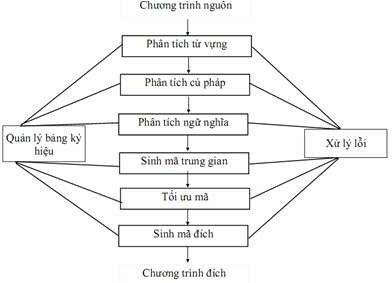 Chương trình nguồn
Phân tích từ vựng
Phân tích cú pháp
Phân tích ngữ nghĩa
Quản lý bảng ký
hiệu
Xử lý lỗi
Sinh mã trung gian
Tối ưu mã
Sinh mã đích
Chương trình đích